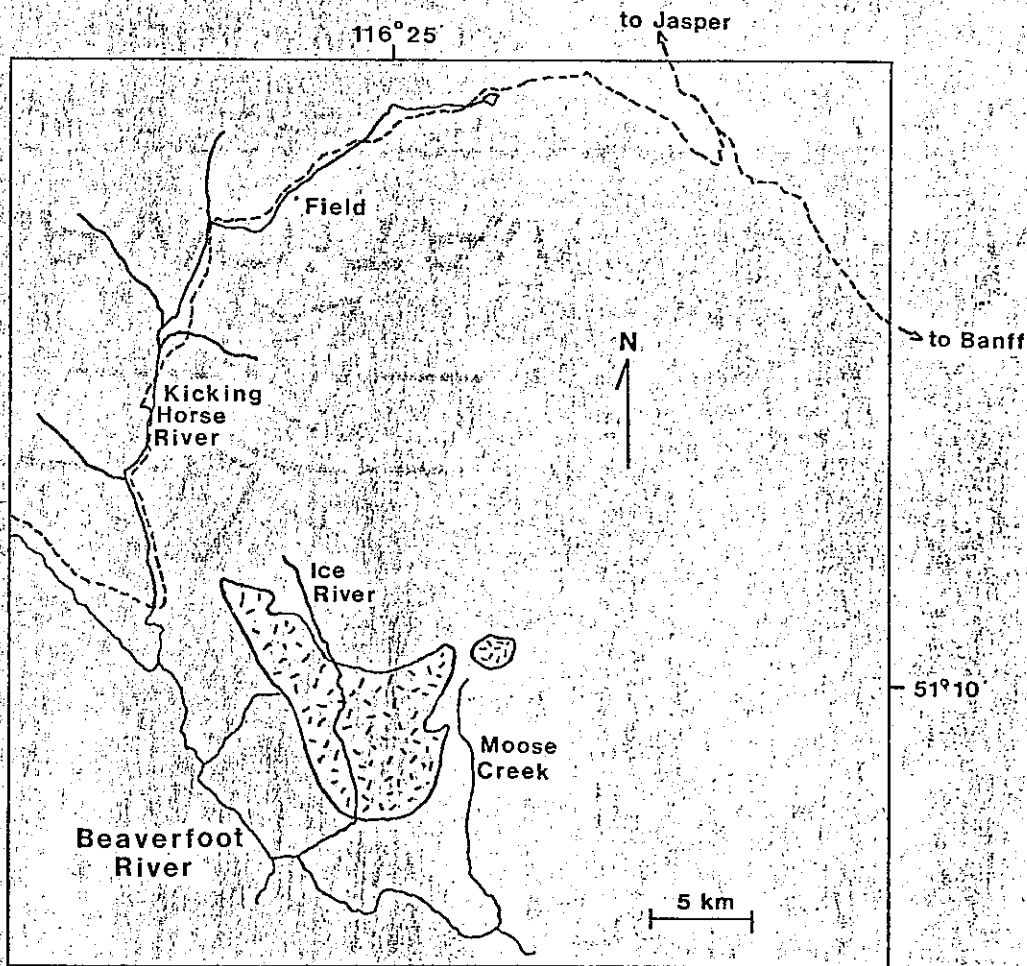 to Jasper
116°25'
Field
N
to Banff
Kicking
Horse
River
Ice
River
51°10'
Moose
Creek
Beaverfoot
River
5 km